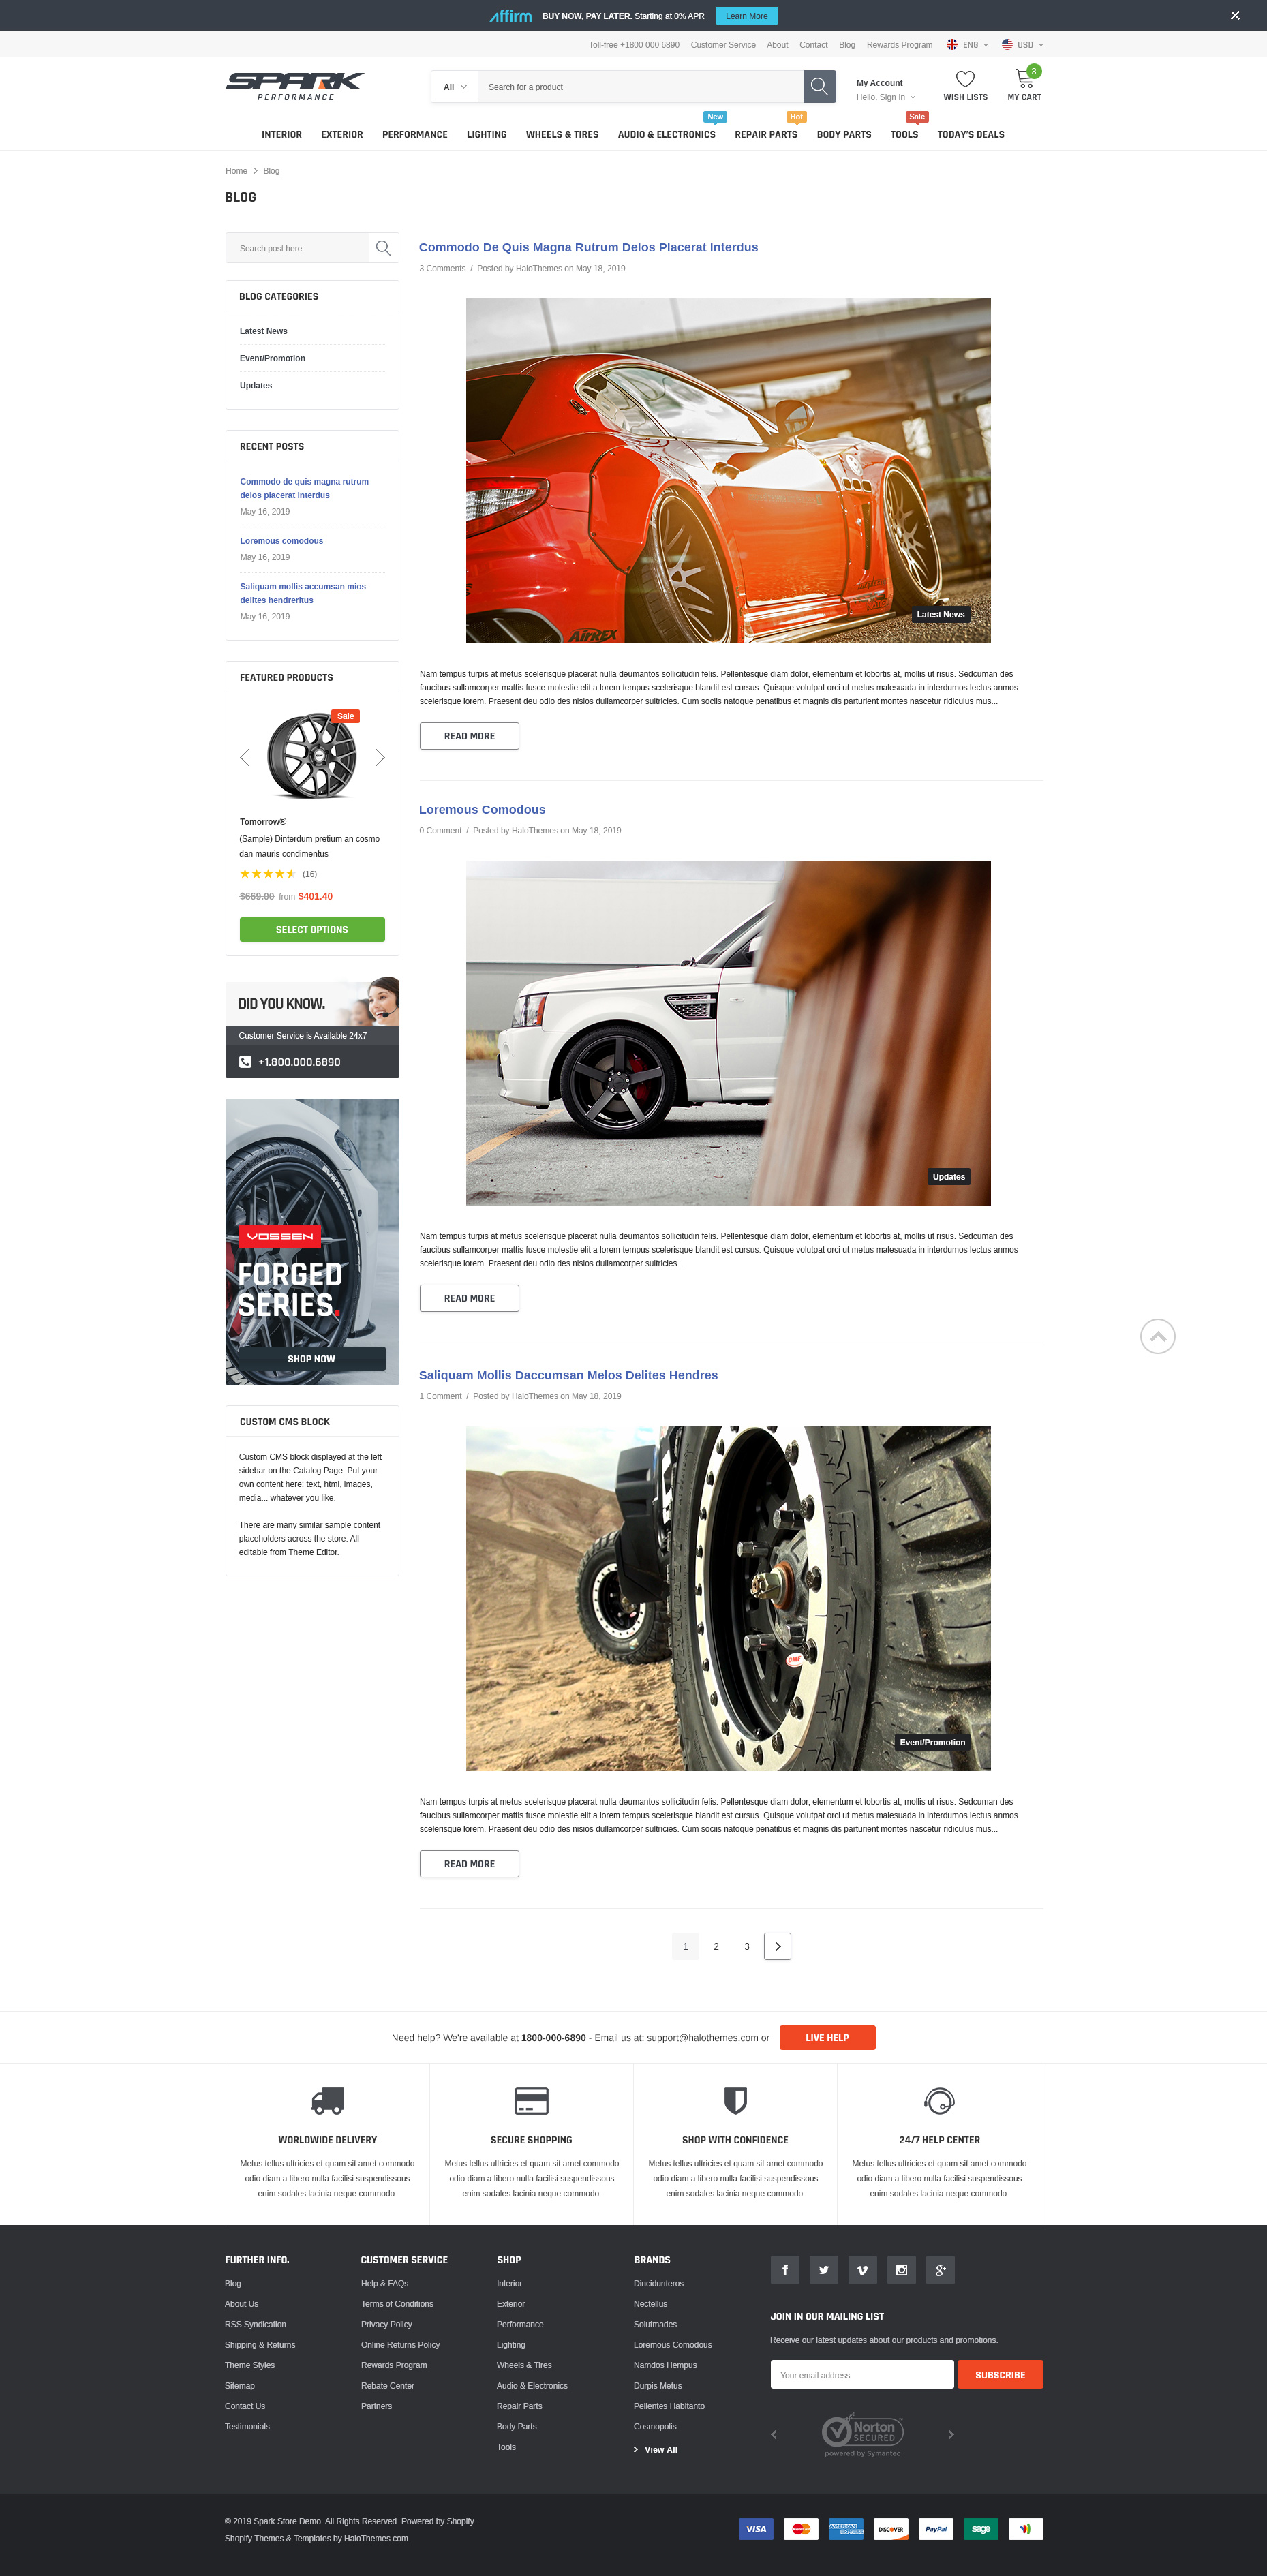 affirm BUY NOW, PAY LATER. Starting at 0% APR Learn More
Toll-free +1800 000 6890 Customer Service About Contact Blog Rewards Program ENG USD
SPARK
PERFORMANCE
All Search for a product
My Account
Hello. Sign In
WISH LISTS
3
MY CART
New Hot Sale
INTERIOR EXTERIOR PERFORMANCE LIGHTING WHEELS & TIRES AUDIO & ELECTRONICS REPAIR PARTS BODY PARTS TOOLS TODAY'S DEALS
Home > Blog
BLOG
Search post here
BLOG CATEGORIES
Latest News
Event/Promotion
Updates
RECENT POSTS
Commodo de quis magna rutrum
delos placerat interdus
May 16, 2019
Loremous comodous
May 16, 2019
Saliquam mollis accumsan mios
delites hendreritus
May 16, 2019
FEATURED PRODUCTS
Sale
Tomorrow®
(Sample) Dinterdum pretium an cosmo
dan mauris condimentus
(16)
$669.00 from $401.40
SELECT OPTIONS
DID YOU KNOW.
Customer Service is Available 24x7
+1.800.000.6890
VOSSEN
FORGED
SERIES.
SHOP NOW
CUSTOM CMS BLOCK
Custom CMS block displayed at the left
sidebar on the Catalog Page. Put your
own content here: text, html, images,
media... whatever you like.
There are many similar sample content
placeholders across the store. All
editable from Theme Editor.
Commodo De Quis Magna Rutrum Delos Placerat Interdus
3 Comments / Posted by HaloThemes on May 18, 2019
AIRREX
Latest News
Nam tempus turpis at metus scelerisque placerat nulla deumantos sollicitudin felis. Pellentesque diam dolor, elementum et lobortis at, mollis ut risus. Sedcuman des
faucibus sullamcorper mattis fusce molestie elit a lorem tempus scelerisque blandit est cursus. Quisque volutpat orci ut metus malesuada in interdumos lectus anmos
scelerisque lorem. Praesent deu odio des nisios dullamcorper sultricies. Cum sociis natoque penatibus et magnis dis parturient montes nascetur ridiculus mus...
READ MORE
Loremous Comodous
0 Comment / Posted by HaloThemes on May 18, 2019
Updates
Nam tempus turpis at metus scelerisque placerat nulla deumantos sollicitudin felis. Pellentesque diam dolor, elementum et lobortis at, mollis ut risus. Sedcuman des
faucibus sullamcorper mattis fusce molestie elit a lorem tempus scelerisque blandit est cursus. Quisque volutpat orci ut metus malesuada in interdumos lectus anmos
scelerisque lorem. Praesent deu odio des nisios dullamcorper sultricies...
READ MORE
Saliquam Mollis Daccumsan Melos Delites Hendres
1 Comment / Posted by HaloThemes on May 18, 2019
OMF
Event/Promotion
Nam tempus turpis at metus scelerisque placerat nulla deumantos sollicitudin felis. Pellentesque diam dolor, elementum et lobortis at, mollis ut risus. Sedcuman des
faucibus sullamcorper mattis fusce molestie elit a lorem tempus scelerisque blandit est cursus. Quisque volutpat orci ut metus malesuada in interdumos lectus anmos
scelerisque lorem. Praesent deu odio des nisios dullamcorper sultricies. Cum sociis natoque penatibus et magnis dis parturient montes nascetur ridiculus mus...
READ MORE
1 2 3
Need help? We're available at 1800-000-6890 - Email us at: support@halothemes.com or LIVE HELP
WORLDWIDE DELIVERY
Metus tellus ultricies et quam sit amet commodo
odio diam a libero nulla facilisi suspendissous
enim sodales lacinia neque commodo.
SECURE SHOPPING
Metus tellus ultricies et quam sit amet commodo
odio diam a libero nulla facilisi suspendissous
enim sodales lacinia neque commodo.
SHOP WITH CONFIDENCE
Metus tellus ultricies et quam sit amet commodo
odio diam a libero nulla facilisi suspendissous
enim sodales lacinia neque commodo.
24/7 HELP CENTER
Metus tellus ultricies et quam sit amet commodo
odio diam a libero nulla facilisi suspendissous
enim sodales lacinia neque commodo.
FURTHER INFO.
Blog
About Us
RSS Syndication
Shipping & Returns
Theme Styles
Sitemap
Contact Us
Testimonials
CUSTOMER SERVICE
Help & FAQs
Terms of Conditions
Privacy Policy
Online Returns Policy
Rewards Program
Rebate Center
Partners
SHOP
Interior
Exterior
Performance
Lighting
Wheels & Tires
Audio & Electronics
Repair Parts
Body Parts
Tools
BRANDS
Dincidunteros
Nectellus
Solutmades
Loremous Comodous
Namdos Hempus
Durpis Metus
Pellentes Habitanto
Cosmopolis
View All
JOIN IN OUR MAILING LIST
Receive our latest updates about our products and promotions.
Your email address SUBSCRIBE
Norton
SECURED
powered by Symantec
© 2019 Spark Store Demo. All Rights Reserved. Powered by Shopify.
Shopify Themes & Templates by HaloThemes.com.
VISA MasterCard AMERICAN EXPRESS DISCOVER PayPal sage